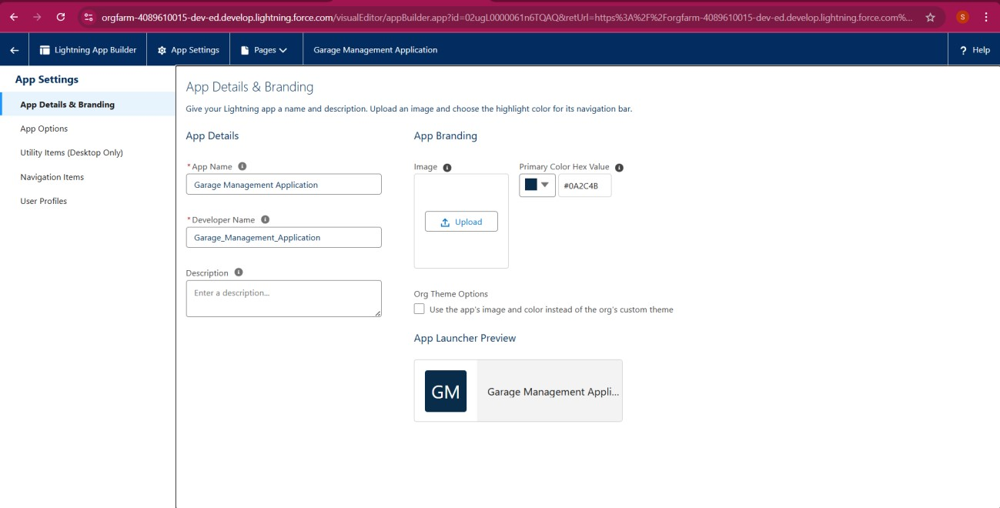 orgfarm-4089610015-dev-ed.develop.lightning.force.com/visualEditor/appBuilder.app?id=02ugL0000061n6TQAQ&retUrl=https%3A%2F%2Forgfarm-4089610015-dev-ed.develop.lightning.force.com%...
S
Lightning App Builder
App Settings
Pages
Garage Management Application
? Help
App Settings
App Details & Branding
App Options
Utility Items (Desktop Only)
Navigation Items
User Profiles
App Details & Branding
Give your Lightning app a name and description. Upload an image and choose the highlight color for its navigation bar.
App Details
* App Name
Garage Management Application
* Developer Name
Garage_Management_Application
Description
Enter a description...
App Branding
Image
Upload
Primary Color Hex Value
#0A2C4B
Org Theme Options
Use the app's image and color instead of the org's custom theme
App Launcher Preview
GM
Garage Management Appli...